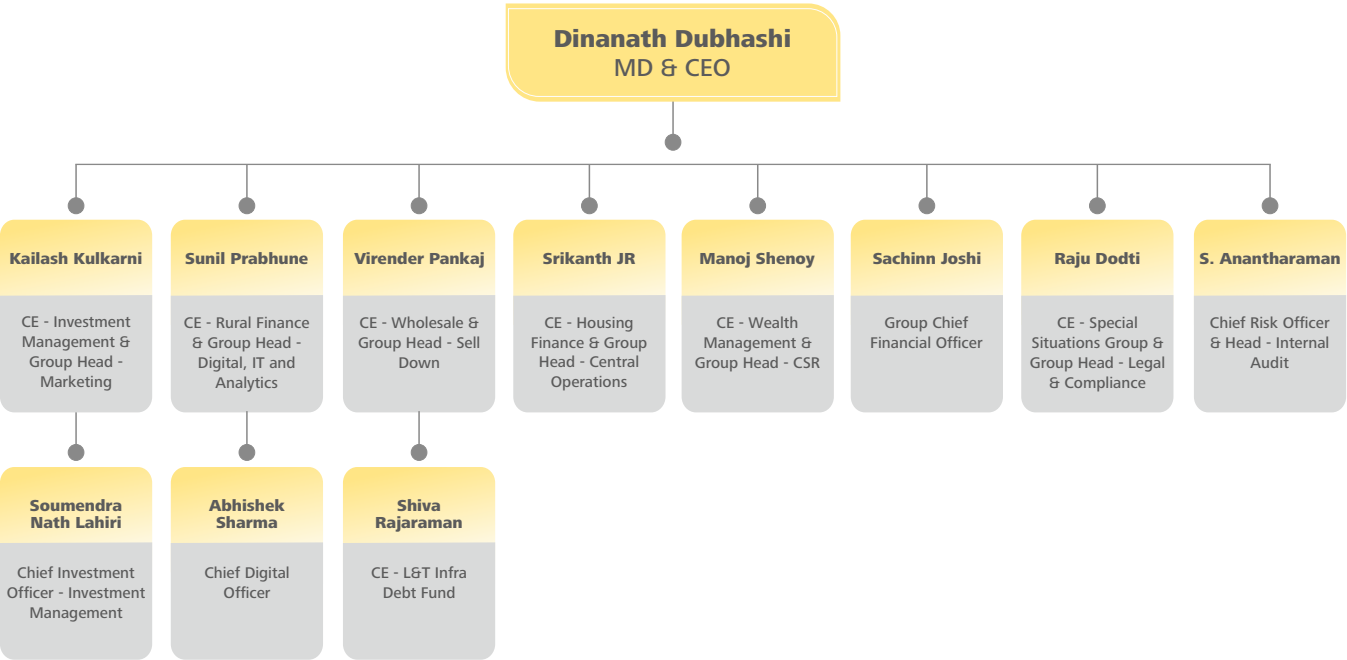 Dinanath Dubhashi
MD & CEO
Kailash Kulkarni
CE - Investment
Management &
Group Head -
Marketing
Sunil Prabhune
CE - Rural Finance
& Group Head -
Digital, IT and
Analytics
Virender Pankaj
CE - Wholesale &
Group Head - Sell
Down
Srikanth JR
CE - Housing
Finance & Group
Head - Central
Operations
Manoj Shenoy
CE - Wealth
Management &
Group Head - CSR
Sachinn Joshi
Group Chief
Financial Officer
Raju Dodti
CE - Special
Situations Group &
Group Head - Legal
& Compliance
S. Anantharaman
Chief Risk Officer
& Head - Internal
Audit
Soumendra
Nath Lahiri
Chief Investment
Officer - Investment
Management
Abhishek
Sharma
Chief Digital
Officer
Shiva
Rajaraman
CE - L&T Infra
Debt Fund